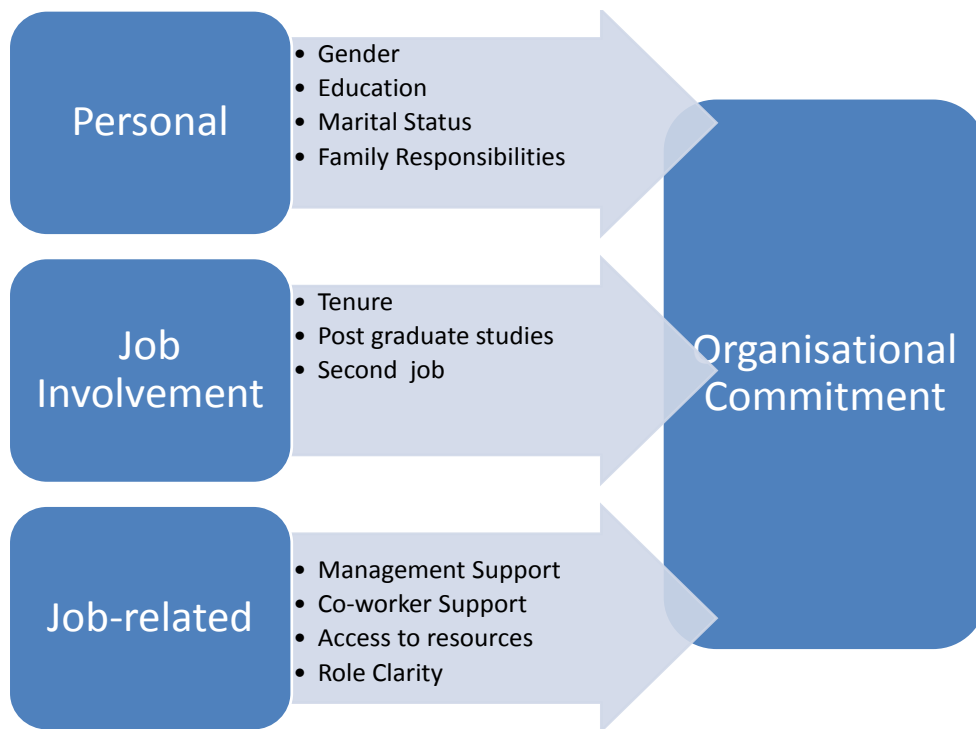 Personal
• Gender
• Education
• Marital Status
• Family Responsibilities
Job
Involvement
• Tenure
• Post graduate studies
• Second  job
Job-related
• Management Support
• Co-worker Support
• Access to resources
• Role Clarity
Organisational
Commitment